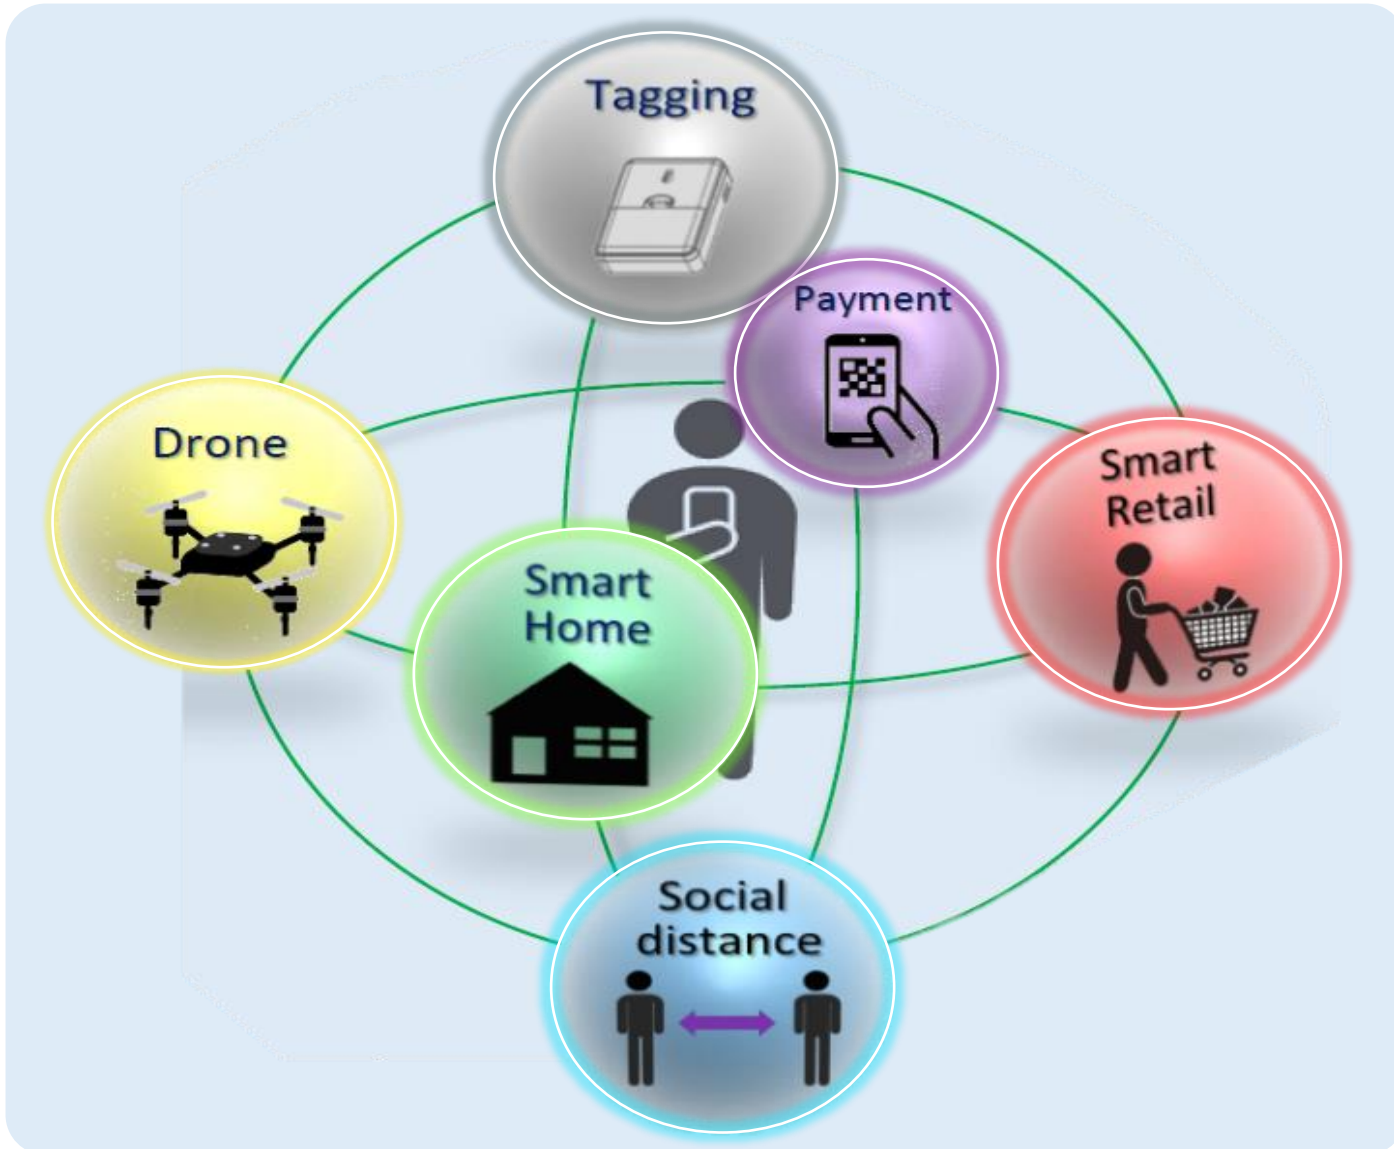 Tagging
Payment
Drone
Smart
Retail
Smart
Home
Social
distance